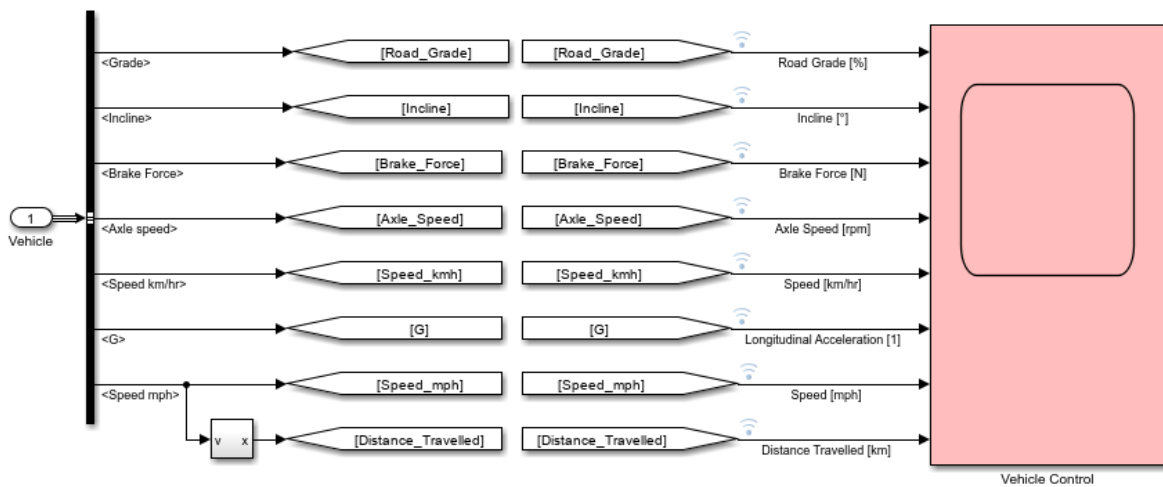 <Grade>
[Road_Grade]
[Road_Grade]
Road Grade [%]
<Incline>
[Incline]
[Incline]
Incline [°]
<Brake Force>
[Brake_Force]
[Brake_Force]
Brake Force [N]
1
Vehicle
<Axle speed>
[Axle_Speed]
[Axle_Speed]
Axle Speed [rpm]
<Speed km/hr>
[Speed_kmh]
[Speed_kmh]
Speed [km/hr]
<G>
[G]
[G]
Longitudinal Acceleration [1]
<Speed mph>
[Speed_mph]
[Speed_mph]
Speed [mph]
v x
[Distance_Travelled]
[Distance_Travelled]
Distance Travelled [km]
Vehicle Control